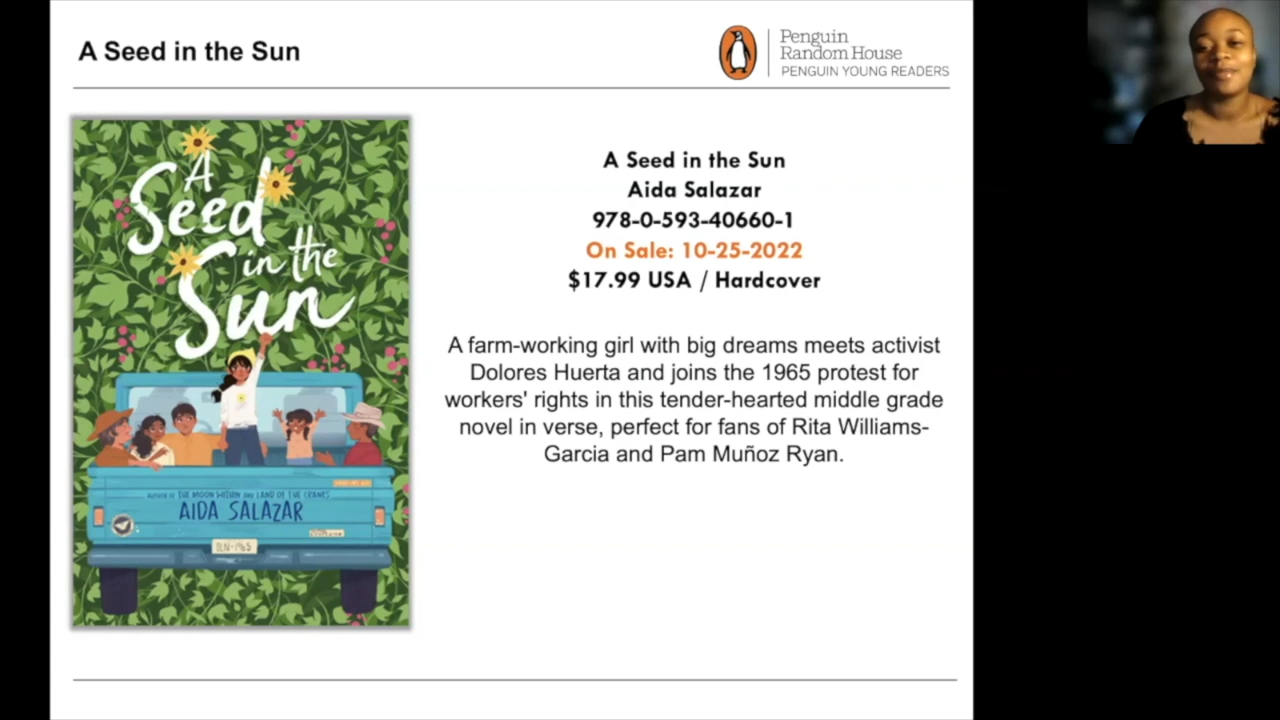 A Seed in the Sun
Penguin
Random House
PENGUIN YOUNG READERS
A
Seed
in the
Sun
AUTHOR OF THE MOON WITHIN AND LAND OF THE CRANES
AIDA SALAZAR
A Seed in the Sun
Aida Salazar
978-0-593-40660-1
On Sale: 10-25-2022
$17.99 USA / Hardcover
A farm-working girl with big dreams meets activist
Dolores Huerta and joins the 1965 protest for
workers' rights in this tender-hearted middle grade
novel in verse, perfect for fans of Rita Williams-
Garcia and Pam Muñoz Ryan.